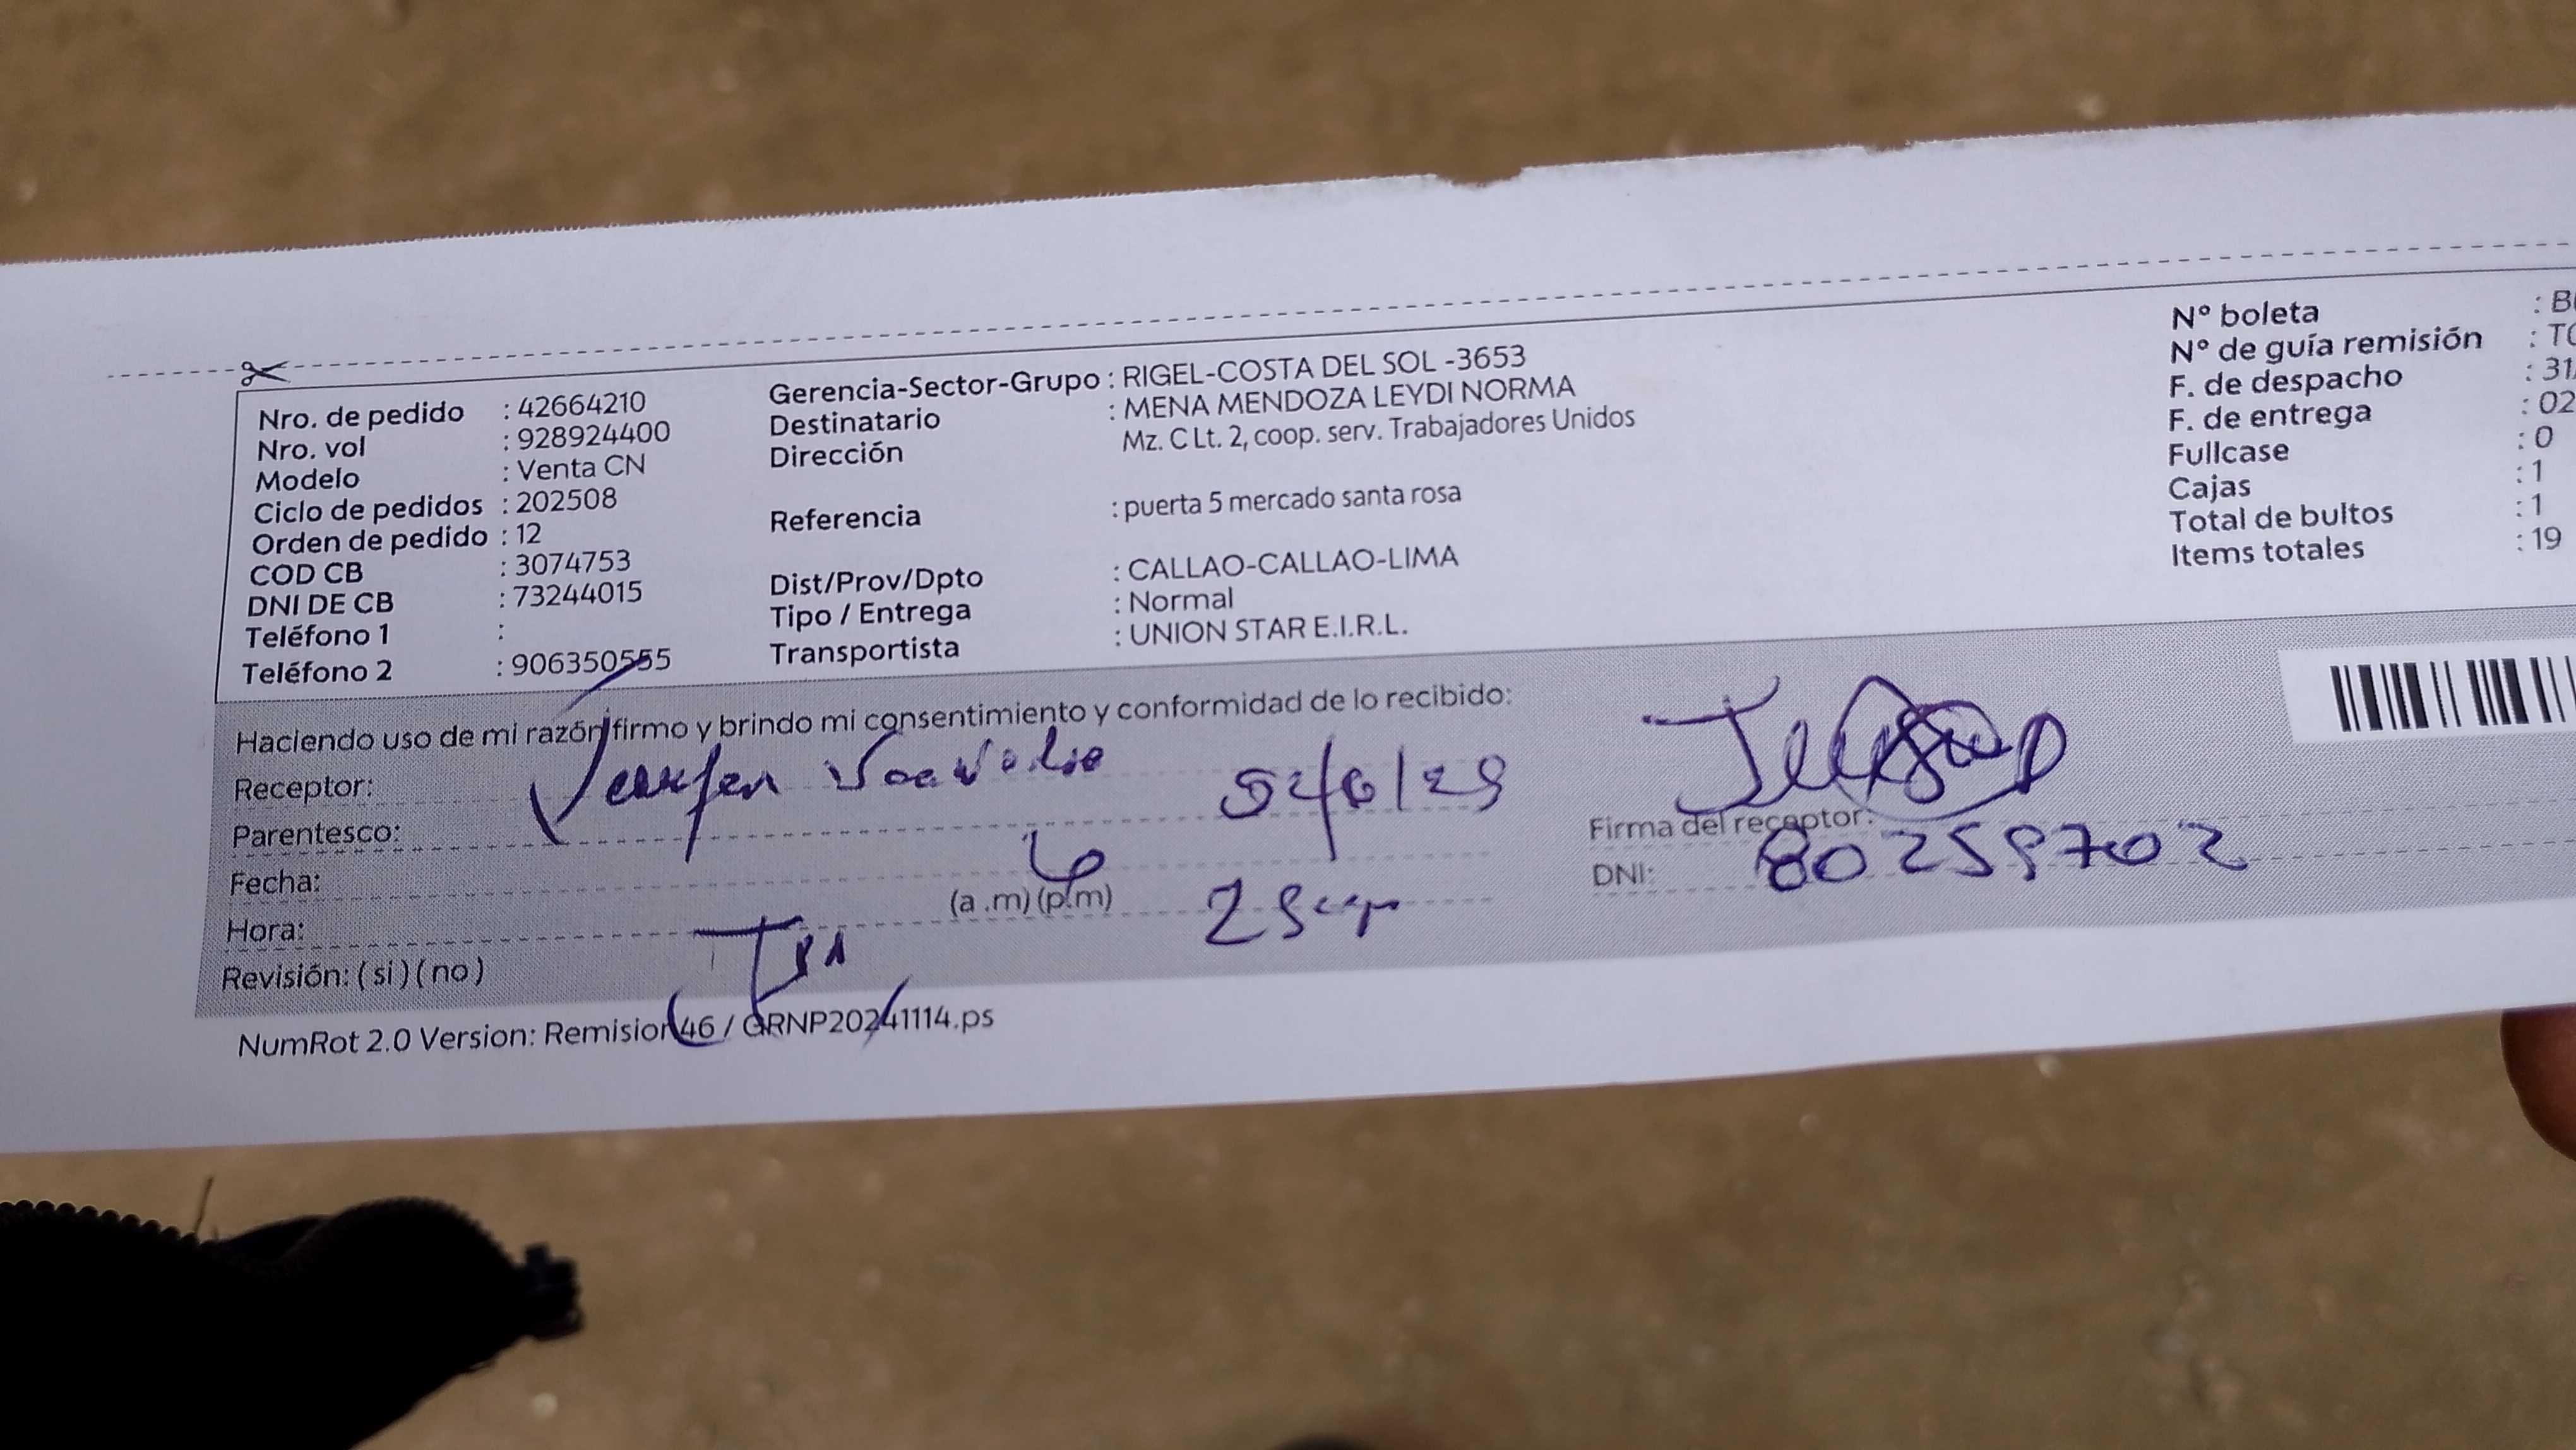 Nro. de pedido : 42664210
Nro. vol : 928924400
Modelo : Venta CN
Ciclo de pedidos : 202508
Orden de pedido : 12
COD CB : 3074753
DNI DE CB : 73244015
Teléfono 1 :
Teléfono 2 : 906350555
Gerencia-Sector-Grupo : RIGEL-COSTA DEL SOL -3653
Destinatario : MENA MENDOZA LEYDI NORMA
Dirección Mz. C Lt. 2, coop. serv. Trabajadores Unidos
Referencia : puerta 5 mercado santa rosa
Dist/Prov/Dpto : CALLAO-CALLAO-LIMA
Tipo / Entrega : Normal
Transportista : UNION STAR E.I.R.L.
N° boleta : B
N° de guía remisión : T
F. de despacho : 31
F. de entrega : 02
Fullcase : 0
Cajas : 1
Total de bultos : 1
Items totales : 19
Haciendo uso de mi razón firmo y brindo mi consentimiento y conformidad de lo recibido:
Receptor:
Parentesco:
Fecha:
Hora: (a .m) (p.m)
Revisión: ( si ) ( no )
Firma del receptor:
DNI: 80259702
NumRot 2.0 Version: Remision46 / GRNP20241114.ps